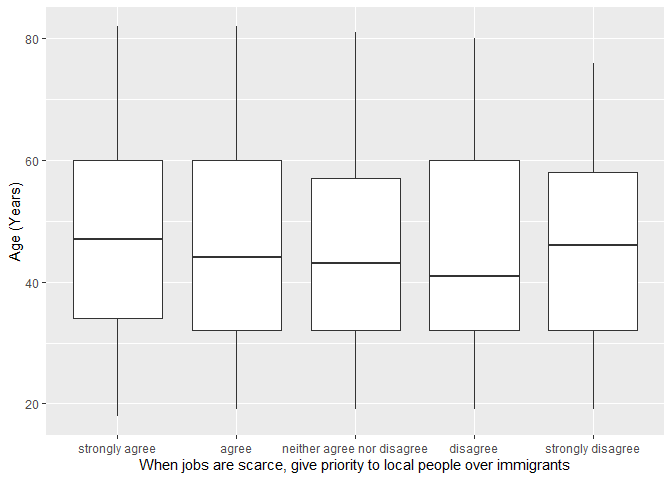 Age (Years)
80
60
40
20
strongly agree agree neither agree nor disagree disagree strongly disagree
When jobs are scarce, give priority to local people over immigrants